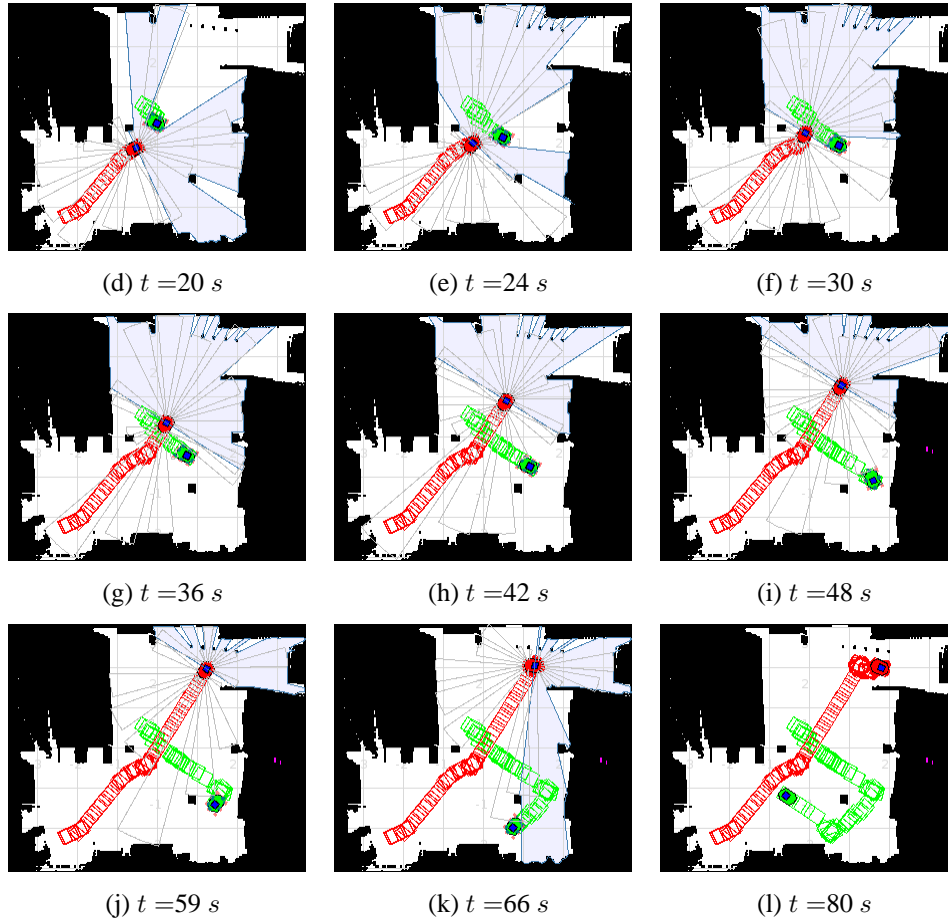 (d) t =20 s
(e) t =24 s
(f) t =30 s
(g) t =36 s
(h) t =42 s
(i) t =48 s
(j) t =59 s
(k) t =66 s
(l) t =80 s